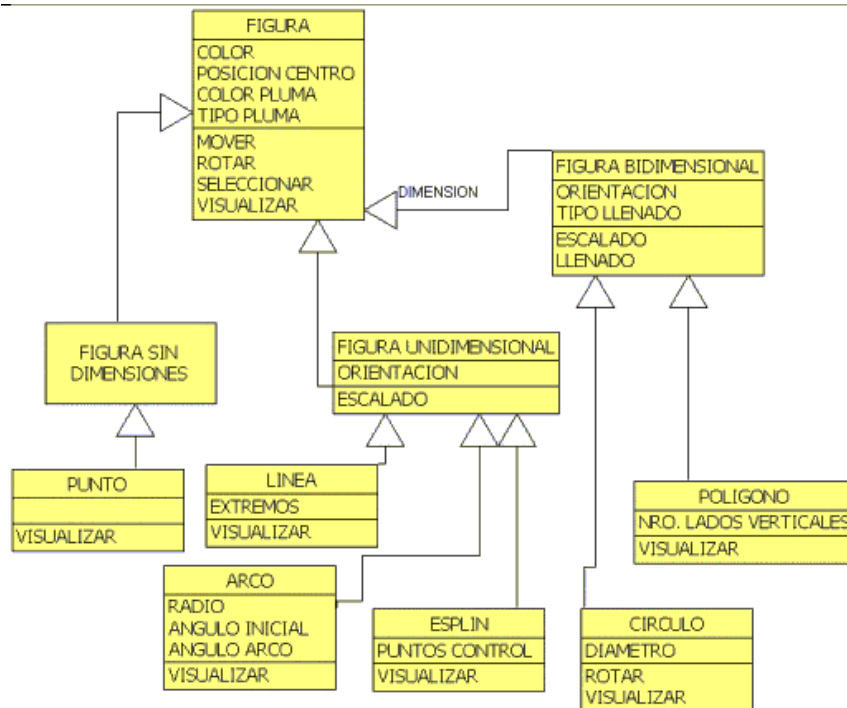 FIGURA
COLOR
POSICION CENTRO
COLOR PLUMA
TIPO PLUMA
MOVER
ROTAR
SELECCIONAR
VISUALIZAR
DIMENSION
FIGURA BIDIMENSIONAL
ORIENTACION
TIPO LLENADO
ESCALADO
LLENADO
FIGURA SIN
DIMENSIONES
FIGURA UNIDIMENSIONAL
ORIENTACION
ESCALADO
PUNTO
VISUALIZAR
LINEA
EXTREMOS
VISUALIZAR
POLIGONO
NRO. LADOS VERTICALES
VISUALIZAR
ARCO
RADIO
ANGULO INICIAL
ANGULO ARCO
VISUALIZAR
ESPLIN
PUNTOS CONTROL
VISUALIZAR
CIRCULO
DIAMETRO
ROTAR
VISUALIZAR